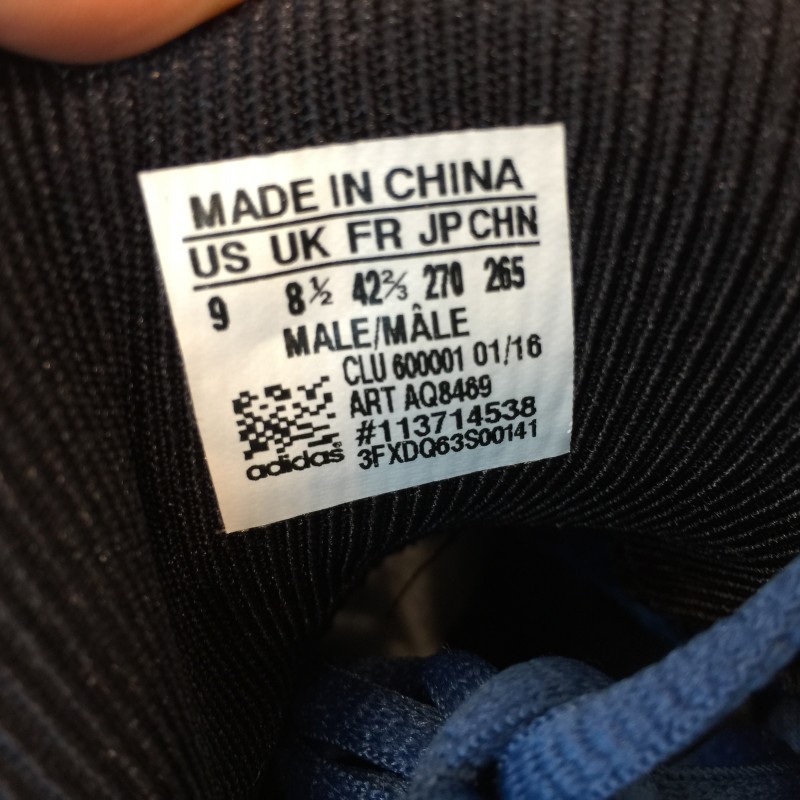 MADE IN CHINA
US UK FR JP CHN
9 8½ 42⅔ 270 265
MALE/MÂLE
CLU 600001 01/16
ART AQ8469
#113714538
adidas® 3FXDQ63S00141